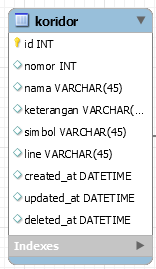 koridor
id INT
nomor INT
nama VARCHAR(45)
keterangan VARCHAR(...
simbol VARCHAR(45)
line VARCHAR(45)
created_at DATETIME
updated_at DATETIME
deleted_at DATETIME
Indexes